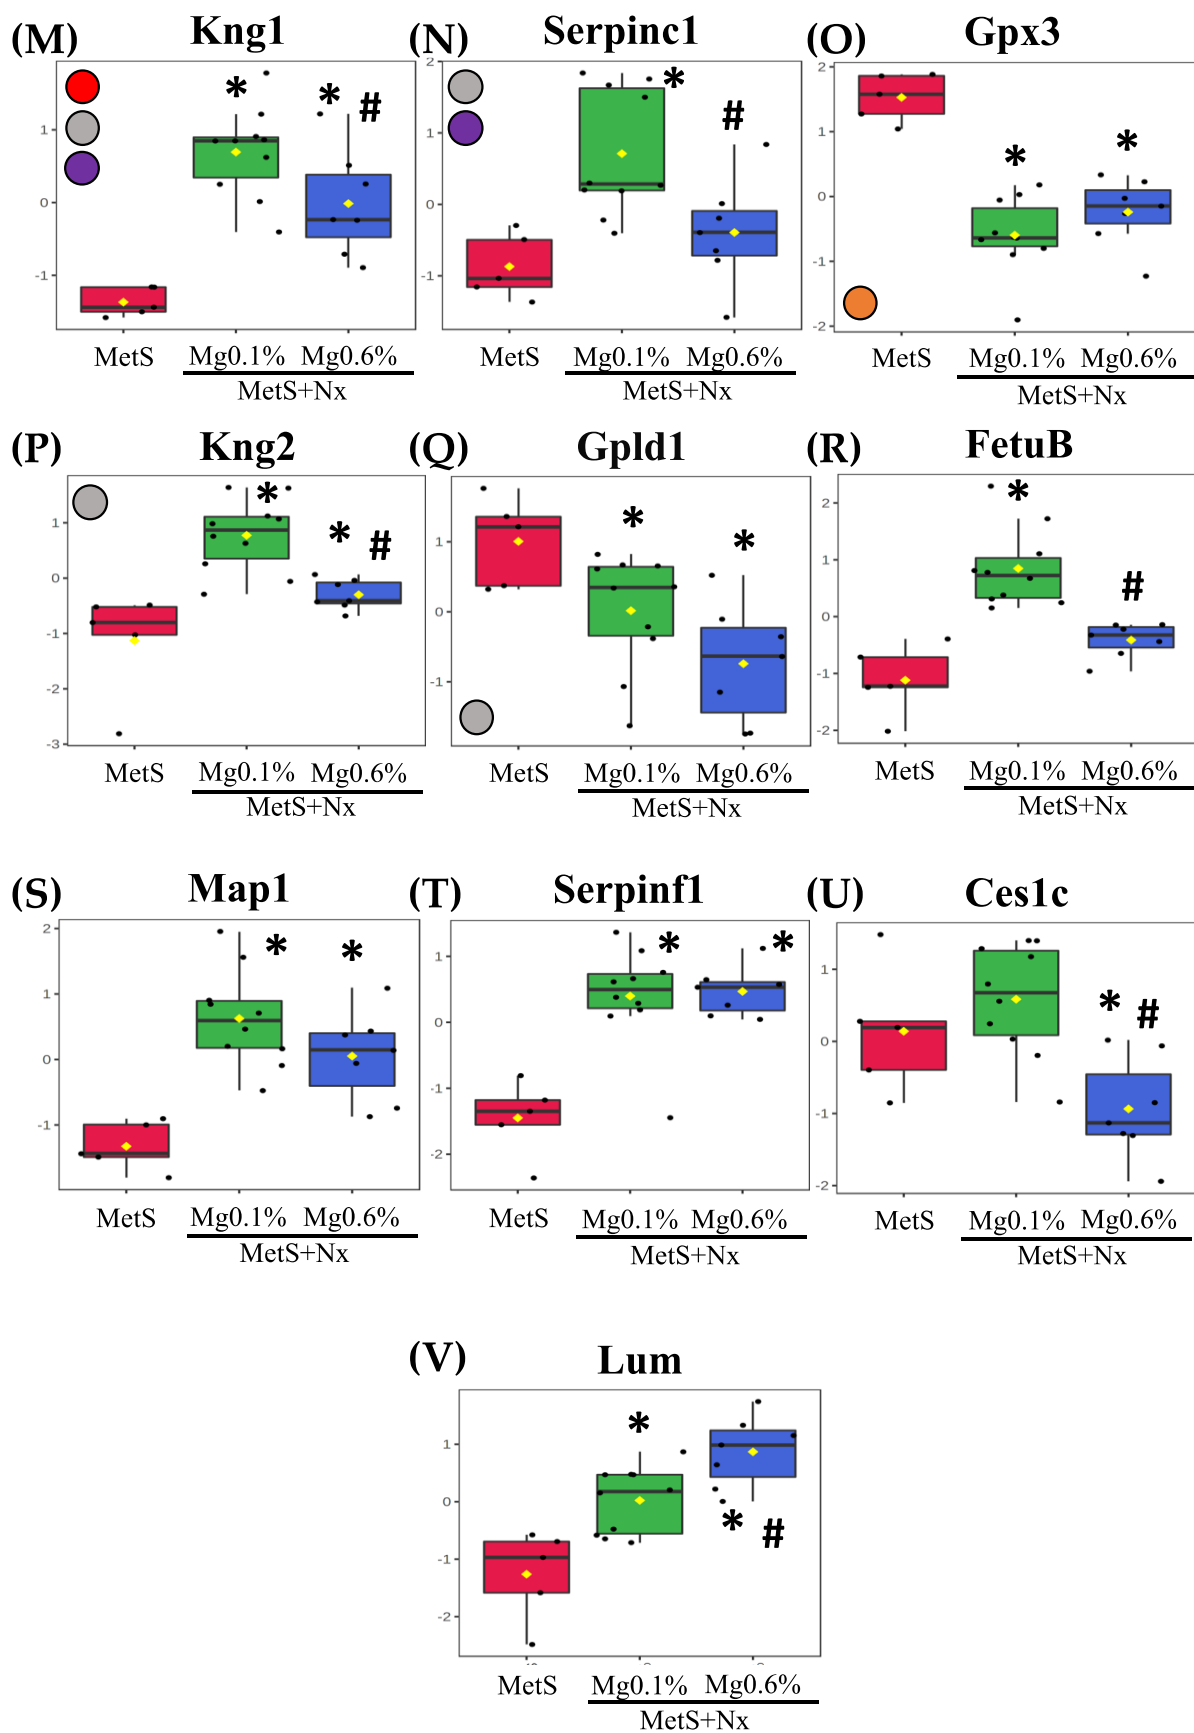 (M) Kng1 (N) Serpinc1 (O) Gpx3
* * # * # * *
1 0 -1
2 1 0 -1
2 1 0 -1 -2
MetS Mg0.1% Mg0.6% MetS Mg0.1% Mg0.6% MetS Mg0.1% Mg0.6%
MetS+Nx MetS+Nx MetS+Nx
(P) Kng2 (Q) Gpld1 (R) FetuB
* * # * * * #
1 0 -1 -2 -3
1 0 -1
2 1 0 -1 -2
MetS Mg0.1% Mg0.6% MetS Mg0.1% Mg0.6% MetS Mg0.1% Mg0.6%
MetS+Nx MetS+Nx MetS+Nx
(S) Map1 (T) Serpinf1 (U) Ces1c
* * * * * #
2 1 0 -1
1 0 -1 -2
1 0 -1 -2
MetS Mg0.1% Mg0.6% MetS Mg0.1% Mg0.6% MetS Mg0.1% Mg0.6%
MetS+Nx MetS+Nx MetS+Nx
(V) Lum
* * #
1 0 -1 -2
MetS Mg0.1% Mg0.6%
MetS+Nx